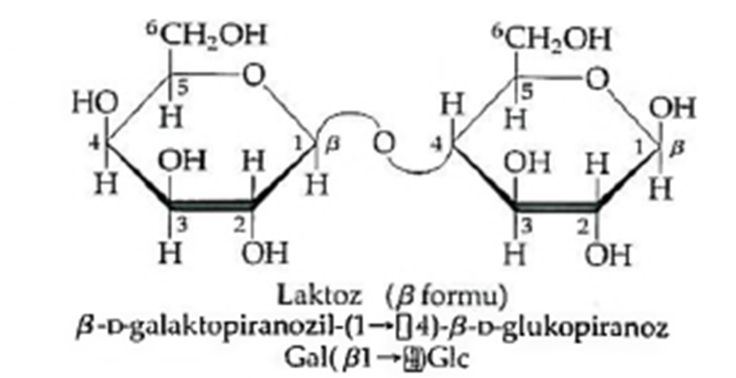 ⁶CH₂OH ⁶CH₂OH
O O
HO 5 H 5 OH
H H
4 OH H 1 β O 4 OH H 1 β
H H H
3 2 3 2
H OH H OH
Laktoz (β formu)
β-D-galaktopiranozil-(1→▯4)-β-D-glukopiranoz
Gal(β1→)Glc